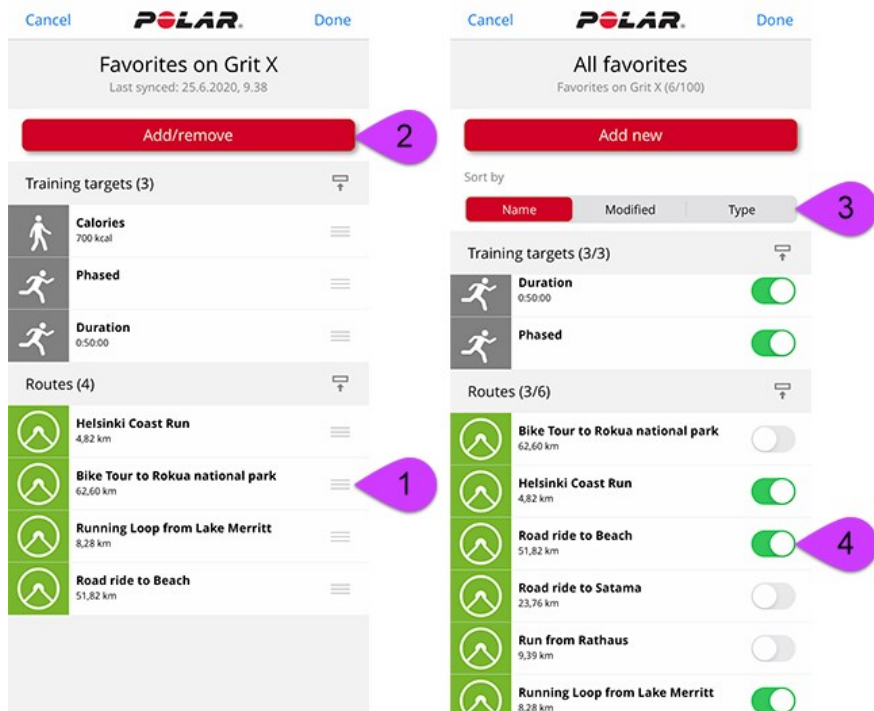 Cancel
POLAR.
Done
Favorites on Grit X
Last synced: 25.6.2020, 9.38
Add/remove
2
Training targets (3)
Calories
700 kcal
Phased
Duration
0:50:00
Routes (4)
Helsinki Coast Run
4,82 km
Bike Tour to Rokua national park
62,60 km
1
Running Loop from Lake Merritt
8,28 km
Road ride to Beach
51,82 km
Cancel
POLAR.
Done
All favorites
Favorites on Grit X (6/100)
Add new
Sort by
Name
Modified
Type
3
Training targets (3/3)
Duration
0:50:00
Phased
Routes (3/6)
Bike Tour to Rokua national park
62,60 km
Helsinki Coast Run
4,82 km
Road ride to Beach
51,82 km
4
Road ride to Satama
23,76 km
Run from Rathaus
9,39 km
Running Loop from Lake Merritt
8,28 km